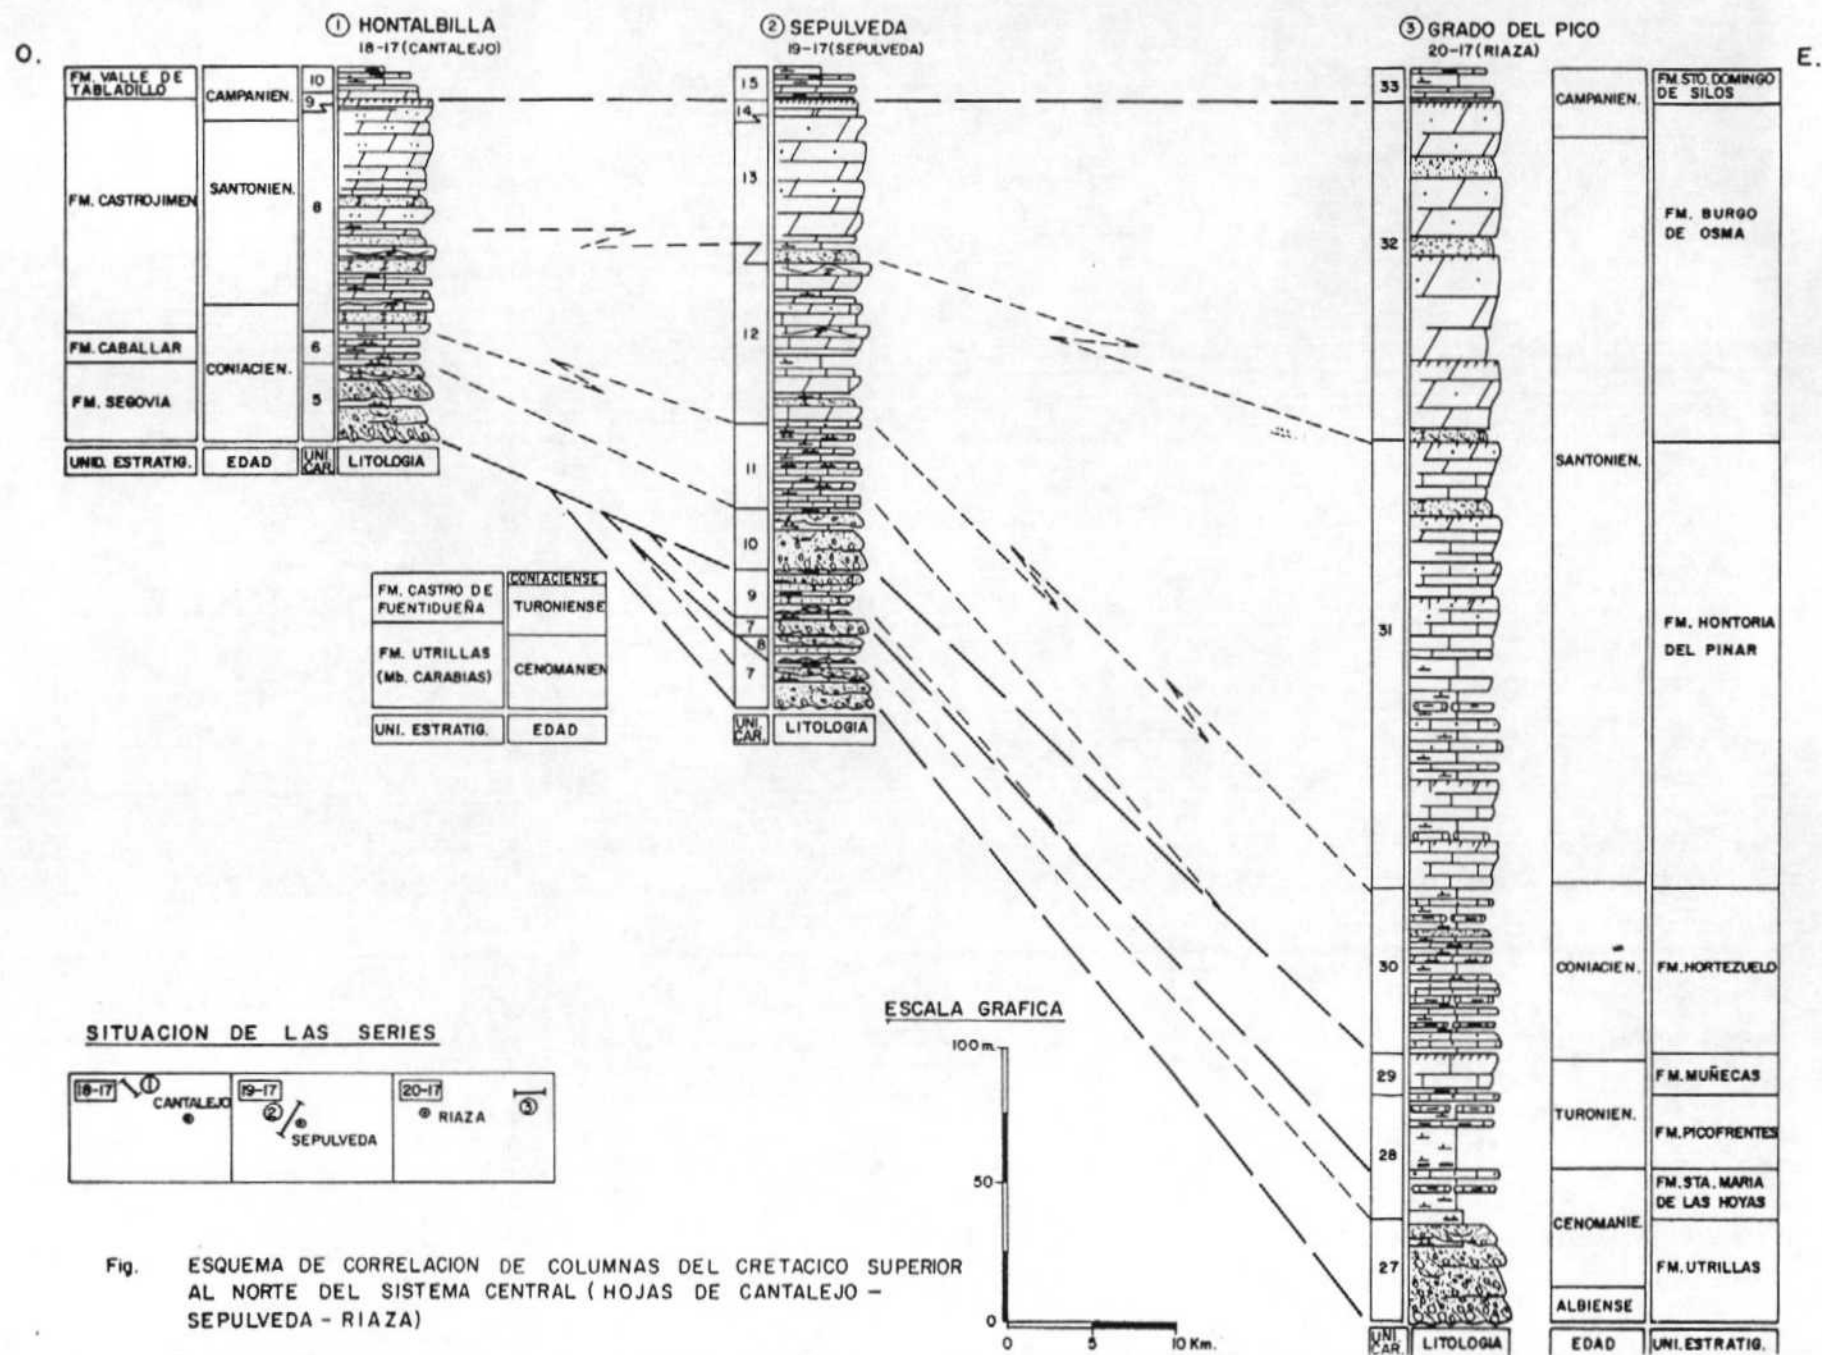 O.
① HONTALBILLA
18-17 (CANTALEJO)
② SEPULVEDA
19-17 (SEPULVEDA)
③ GRADO DEL PICO
20-17 (RIAZA)
E.
FM. VALLE DE
TABLADILLO
FM. CASTROJIMEN
FM. CABALLAR
FM. SEGOVIA
UNID. ESTRATIG.
CAMPANIEN.
SANTONIEN.
CONIACIEN.
EDAD
10
9
8
6
5
UNI.
CAR.
LITOLOGIA
FM. CASTRO DE
FUENTIDUEÑA
FM. UTRILLAS
(Mb. CARABIAS)
UNI. ESTRATIG.
CONIACIENSE
TURONIENSE
CENOMANIEN
EDAD
15
14
13
12
11
10
9
7
8
7
UNI.
CAR.
LITOLOGIA
33
32
31
30
29
28
27
UNI.
CAR.
LITOLOGIA
CAMPANIEN.
SANTONIEN.
CONIACIEN.
TURONIEN.
CENOMANIE.
ALBIENSE
EDAD
FM. STO. DOMINGO
DE SILOS
FM. BURGO
DE OSMA
FM. HONTORIA
DEL PINAR
FM. HORTEZUELO
FM. MUÑECAS
FM. PICOFRENTES
FM. STA. MARIA
DE LAS HOYAS
FM. UTRILLAS
UNI. ESTRATIG.
SITUACION DE LAS SERIES
18-17
①
CANTALEJO
19-17
②
SEPULVEDA
20-17
RIAZA
③
ESCALA GRAFICA
100 m.
50
0
0 5 10 Km.
Fig. ESQUEMA DE CORRELACION DE COLUMNAS DEL CRETACICO SUPERIOR
AL NORTE DEL SISTEMA CENTRAL (HOJAS DE CANTALEJO –
SEPULVEDA – RIAZA)